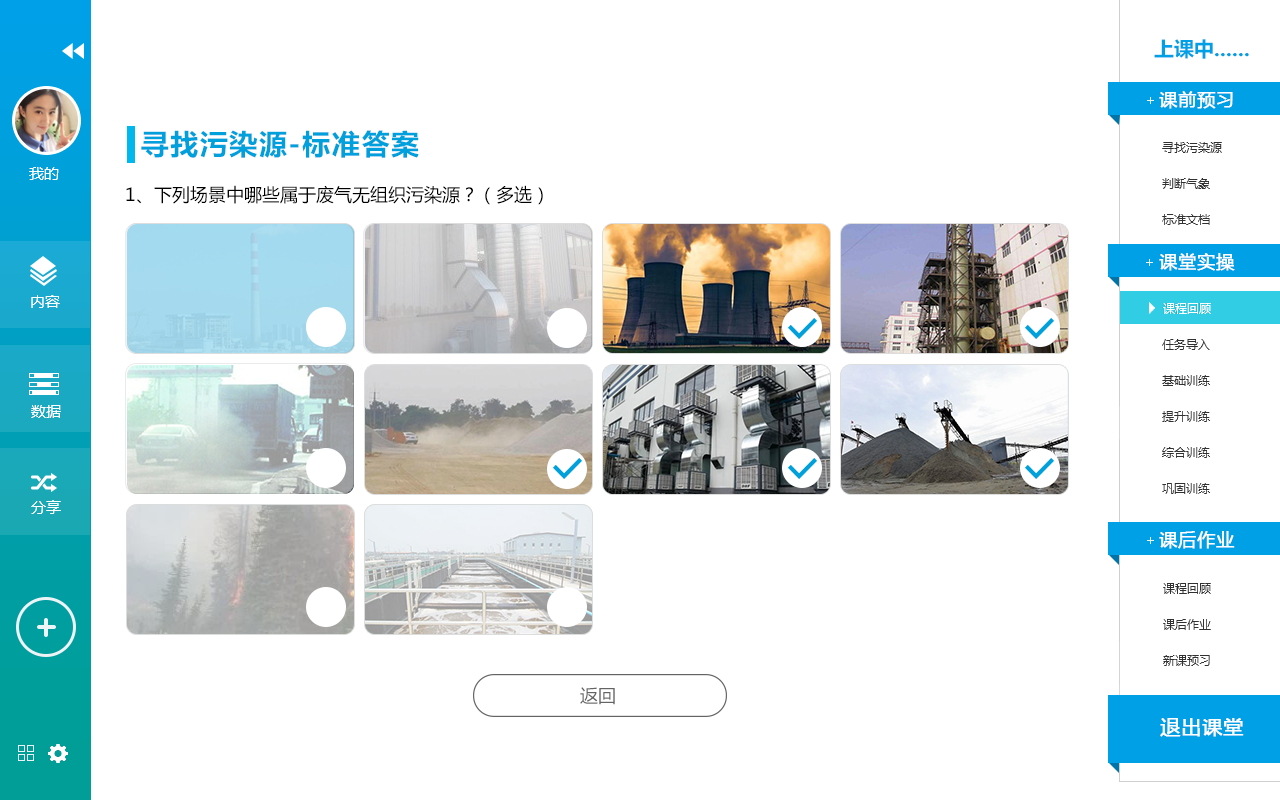 我的
内容
数据
分享
寻找污染源-标准答案
1、下列场景中哪些属于废气无组织污染源？（多选）
返回
上课中......
+ 课前预习
寻找污染源
判断气象
标准文档
+ 课堂实操
课程回顾
任务导入
基础训练
提升训练
综合训练
巩固训练
+ 课后作业
课程回顾
课后作业
新课预习
退出课堂